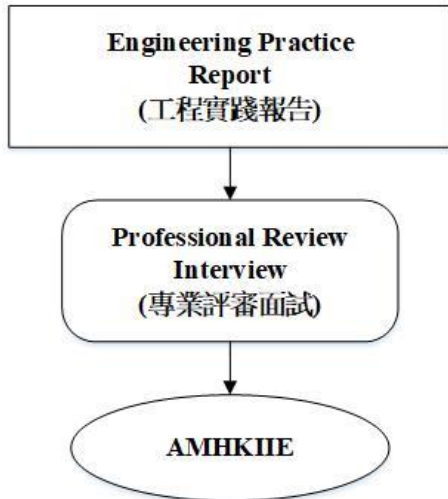 Engineering Practice
Report
(工程實踐報告)
Professional Review
Interview
(專業評審面試)
AMHKIIE